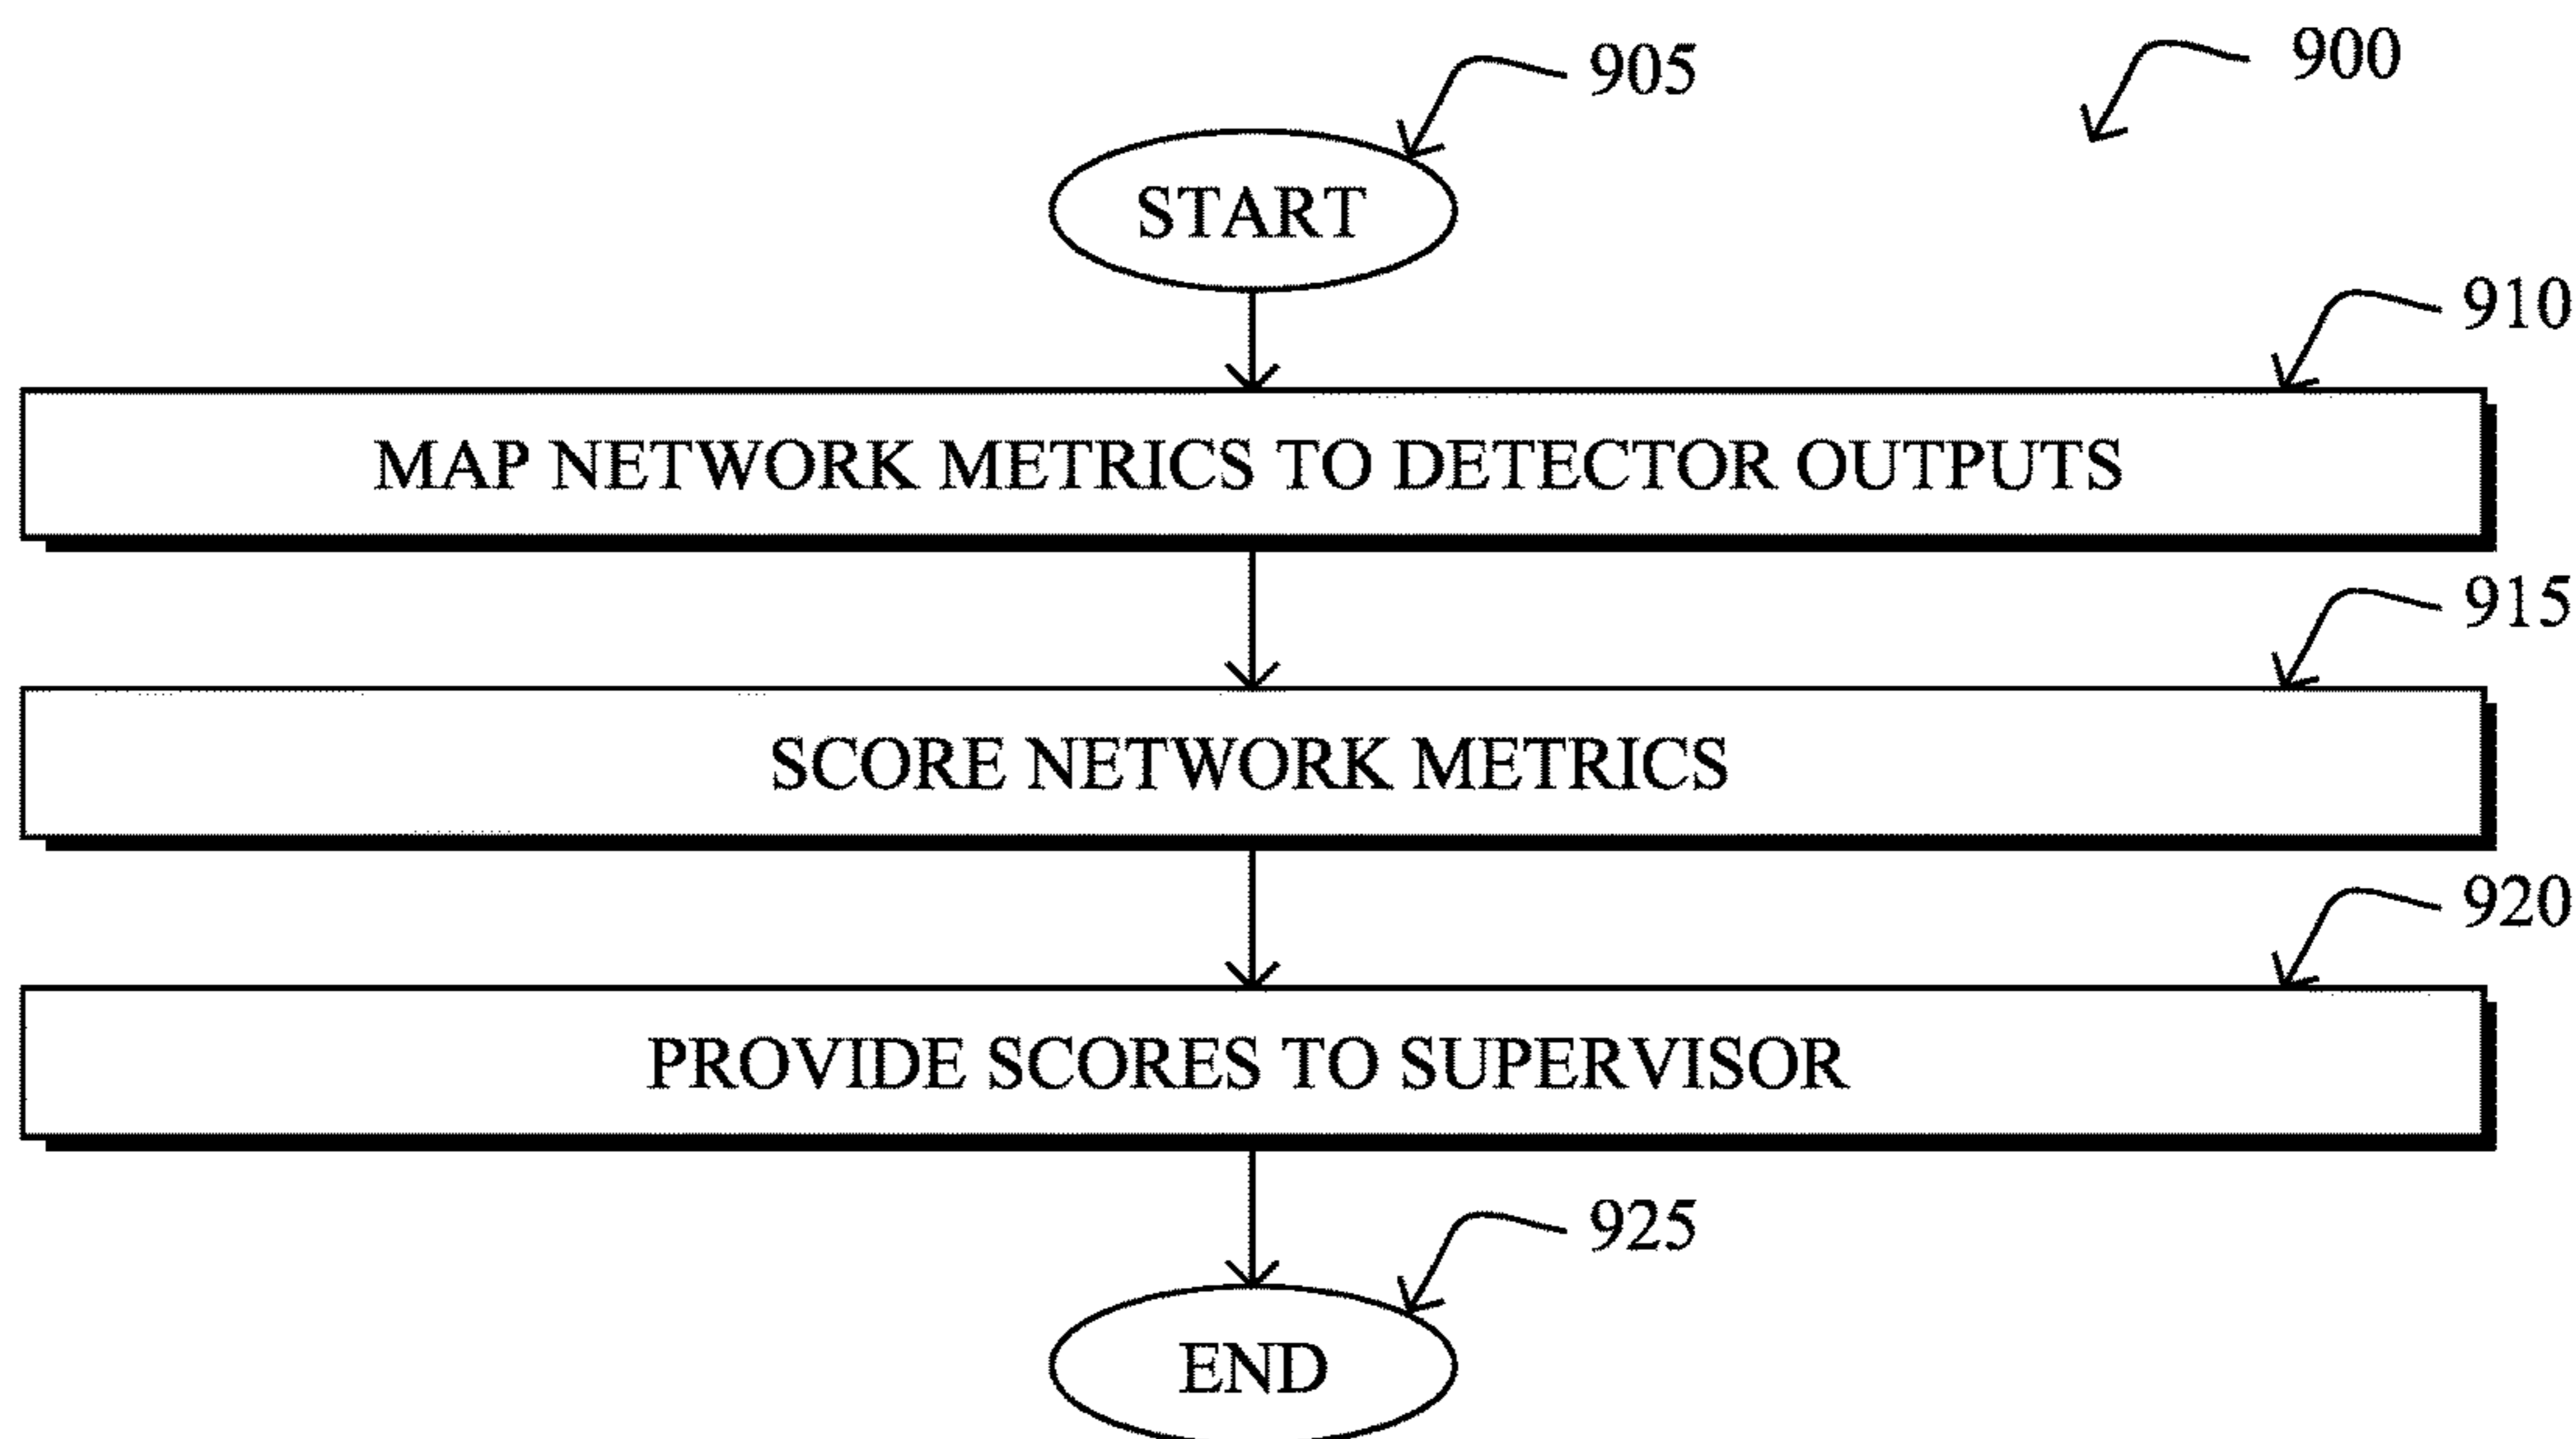 900
905
START
910
MAP NETWORK METRICS TO DETECTOR OUTPUTS
915
SCORE NETWORK METRICS
920
PROVIDE SCORES TO SUPERVISOR
925
END